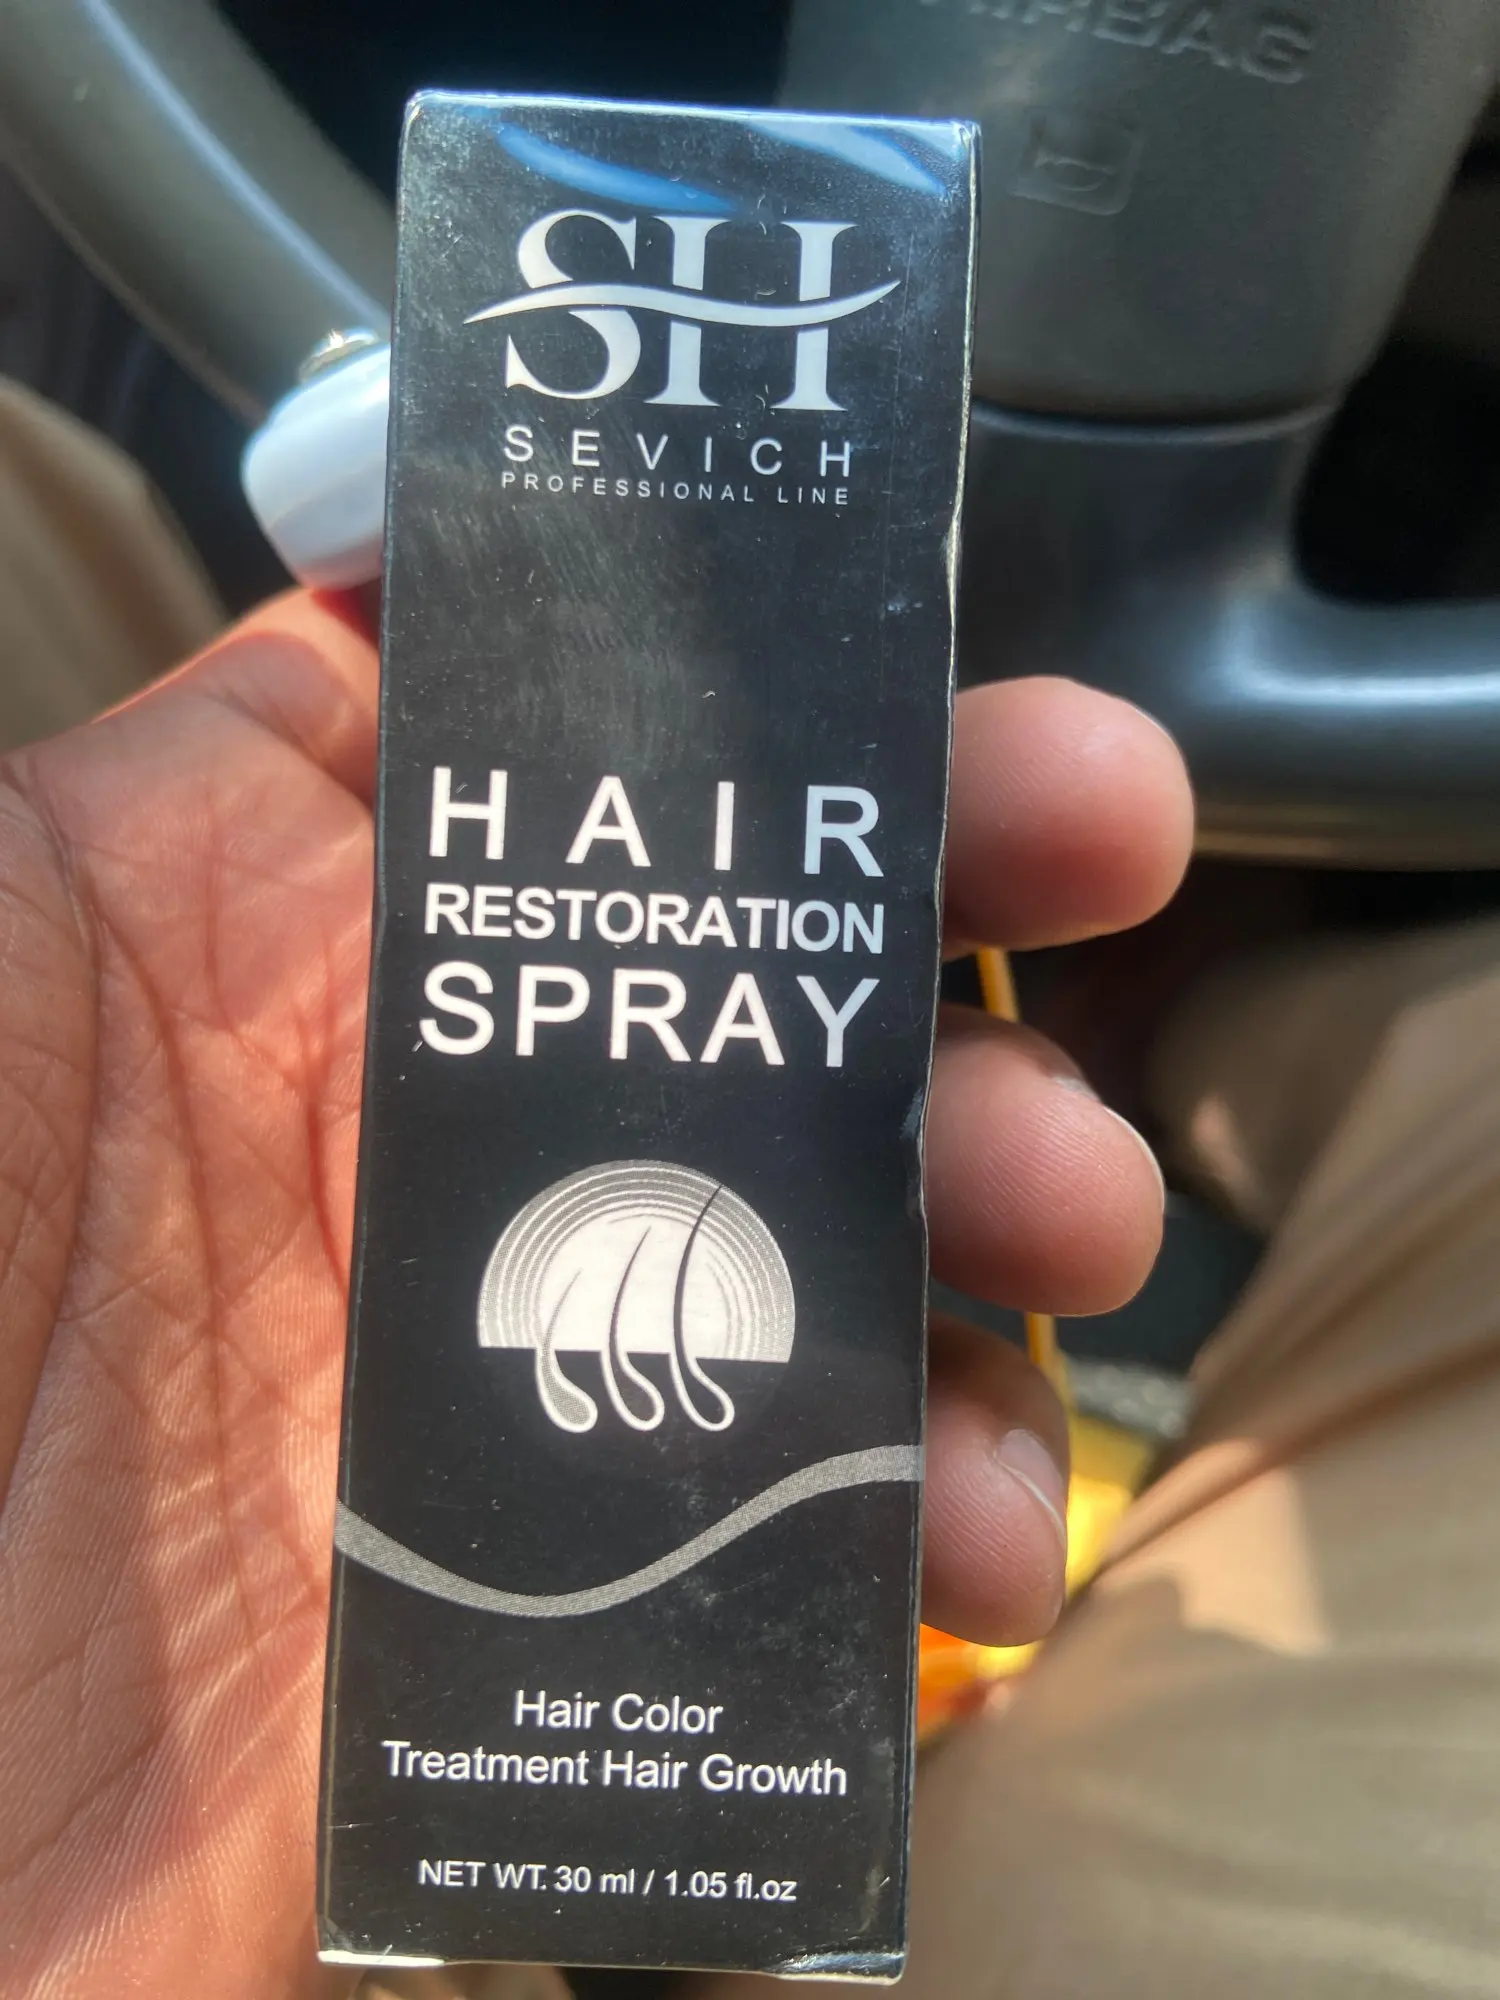 AIRBAG
SH
SEVICH
PROFESSIONAL LINE
HAIR
RESTORATION
SPRAY
Hair Color
Treatment Hair Growth
NET WT. 30 ml / 1.05 fl.oz